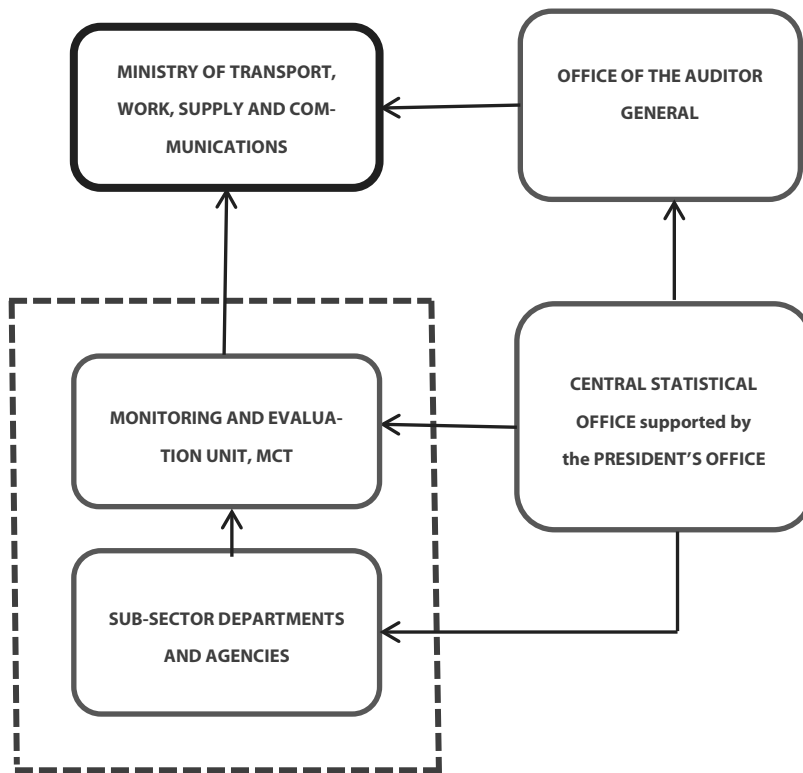 MINISTRY OF TRANSPORT,
WORK, SUPPLY AND COM-
MUNICATIONS
OFFICE OF THE AUDITOR
GENERAL
CENTRAL STATISTICAL
OFFICE supported by
the PRESIDENT’S OFFICE
MONITORING AND EVALUA-
TION UNIT, MCT
SUB-SECTOR DEPARTMENTS
AND AGENCIES